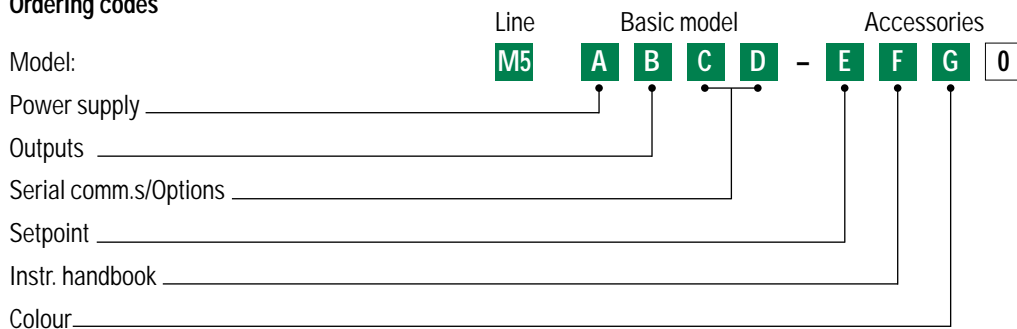 Ordering codes
Line Basic model Accessories
Model: M5 A B C D – E F G 0
Power supply
Outputs
Serial comm.s/Options
Setpoint
Instr. handbook
Colour